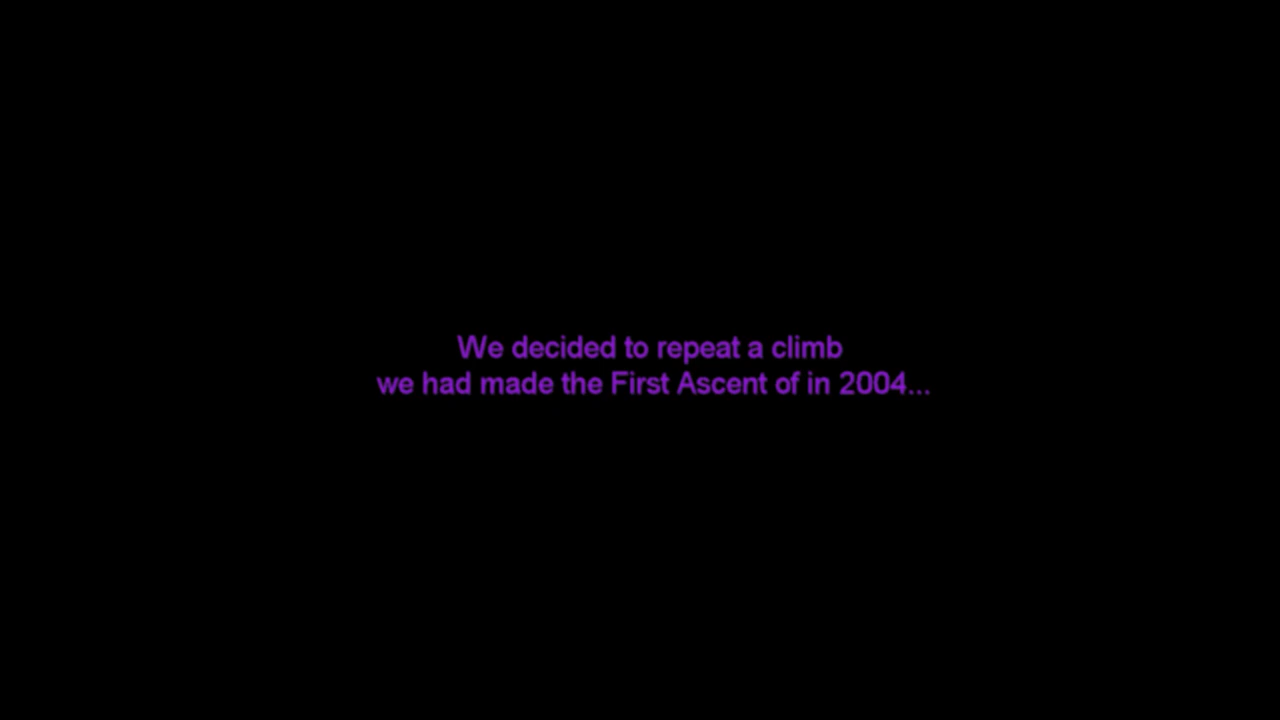 We decided to repeat a climb
we had made the First Ascent of in 2004...